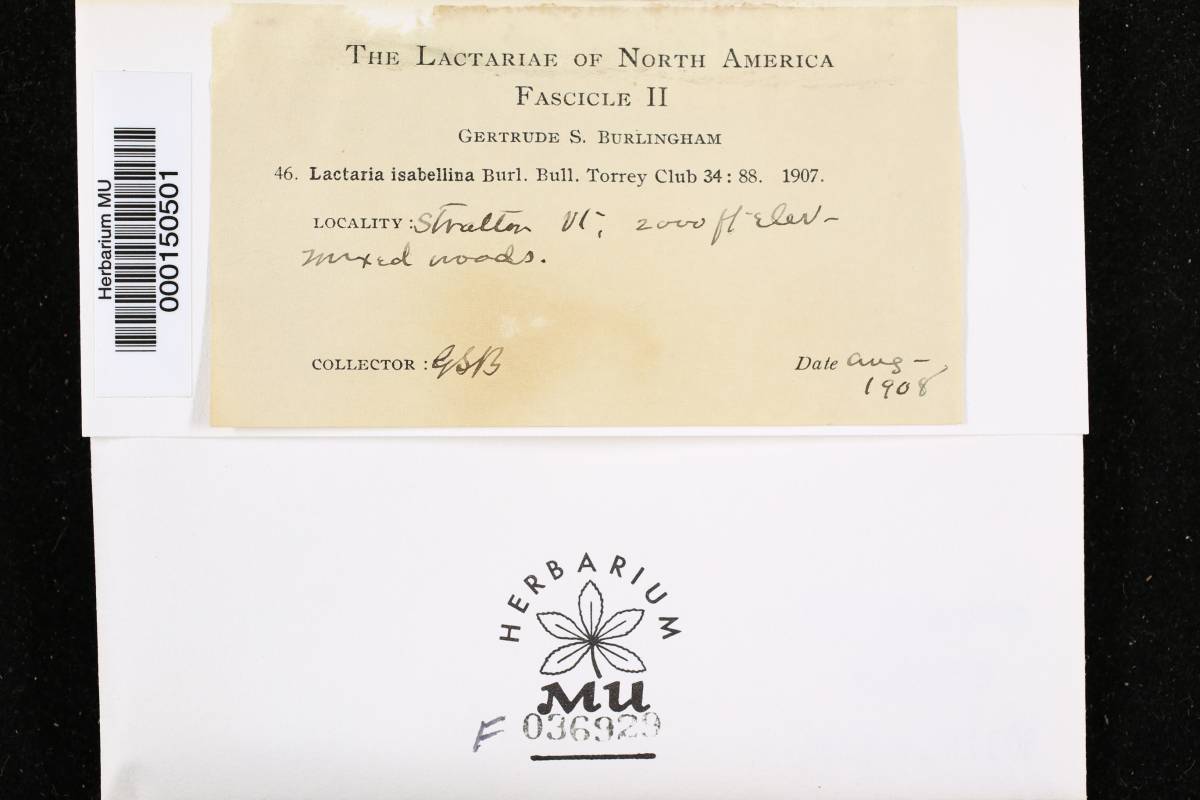 THE LACTARIAE OF NORTH AMERICA
FASCICLE II
GERTRUDE S. BURLINGHAM
46. Lactaria isabellina Burl. Bull. Torrey Club 34: 88. 1907.
LOCALITY: Stratton Vt; 2000 ft elev-
mixed woods.
COLLECTOR: GSB
Date Aug-
1908
Herbarium MU
000150501
HERBARIUM
MU
F 036929